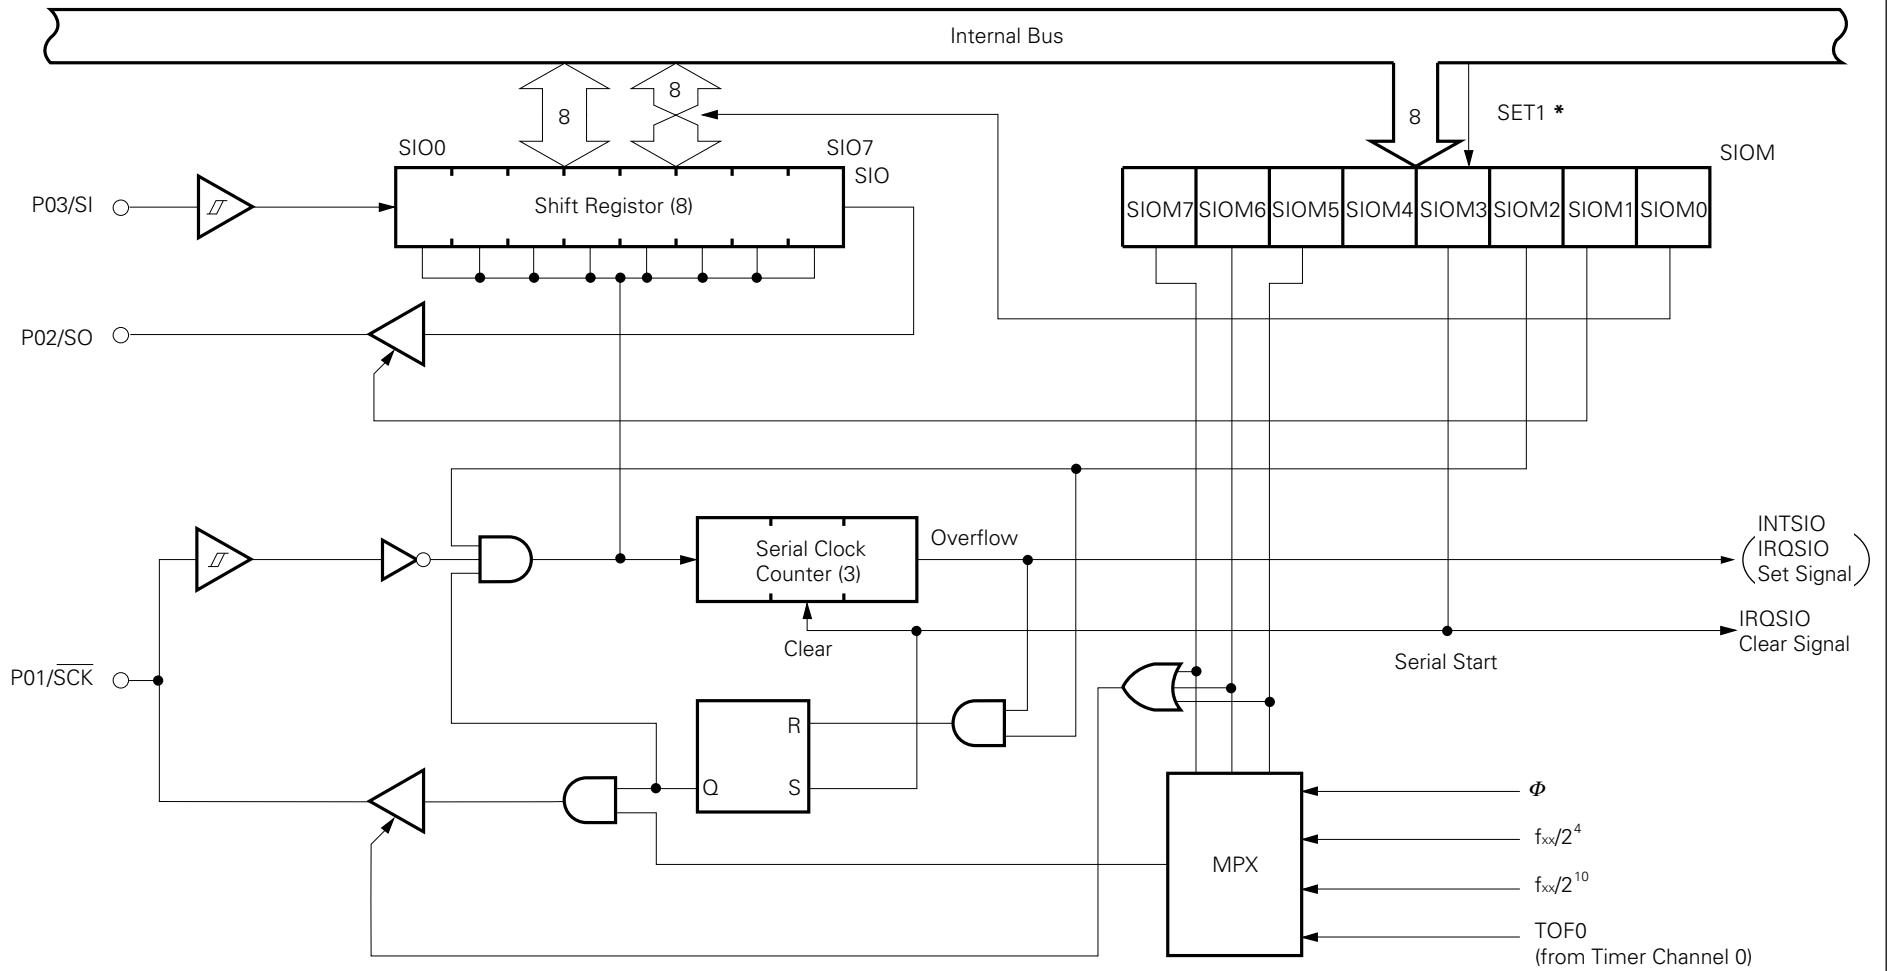 Internal Bus
8
8
8
SET1 *
SIO0
SIO7
SIO
SIOM
P03/SI
Shift Registor (8)
SIOM7
SIOM6
SIOM5
SIOM4
SIOM3
SIOM2
SIOM1
SIOM0
P02/SO
Serial Clock
Counter (3)
Overflow
INTSIO
(IRQSIO
Set Signal)
Clear
IRQSIO
Clear Signal
Serial Start
P01/S̅C̅K̅
R
Q
S
MPX
Φ
fxx/2⁴
fxx/2¹⁰
TOF0
(from Timer Channel 0)